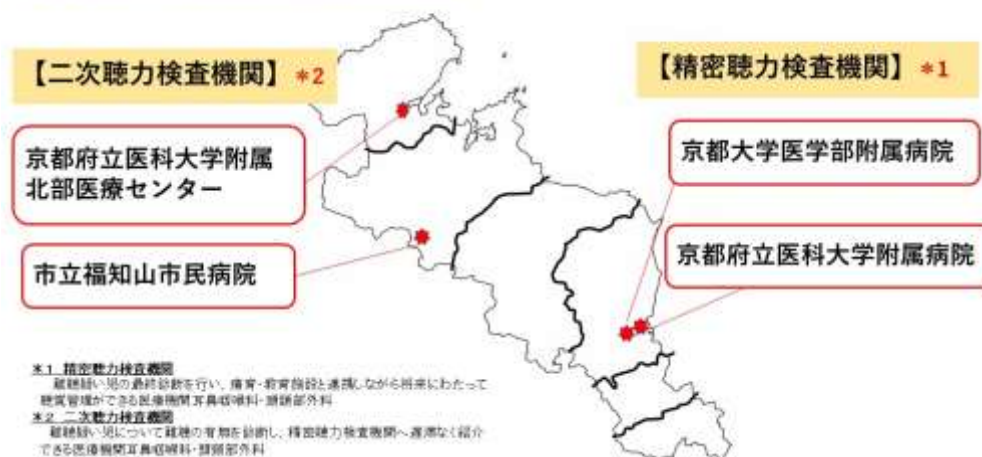 【二次聴力検査機関】 *2
【精密聴力検査機関】 *1
京都府立医科大学附属
北部医療センター
市立福知山市民病院
京都大学医学部附属病院
京都府立医科大学附属病院
*1 精密聴力検査機関
難聴疑い児の最終診断を行い、療育・教育施設と連携しながら将来にわたって
聴覚管理ができる医療機関耳鼻咽喉科・頭頸部外科
*2 二次聴力検査機関
難聴疑い児について難聴の有無を診断し、精密聴力検査機関へ遅滞なく紹介
できる医療機関耳鼻咽喉科・頭頸部外科